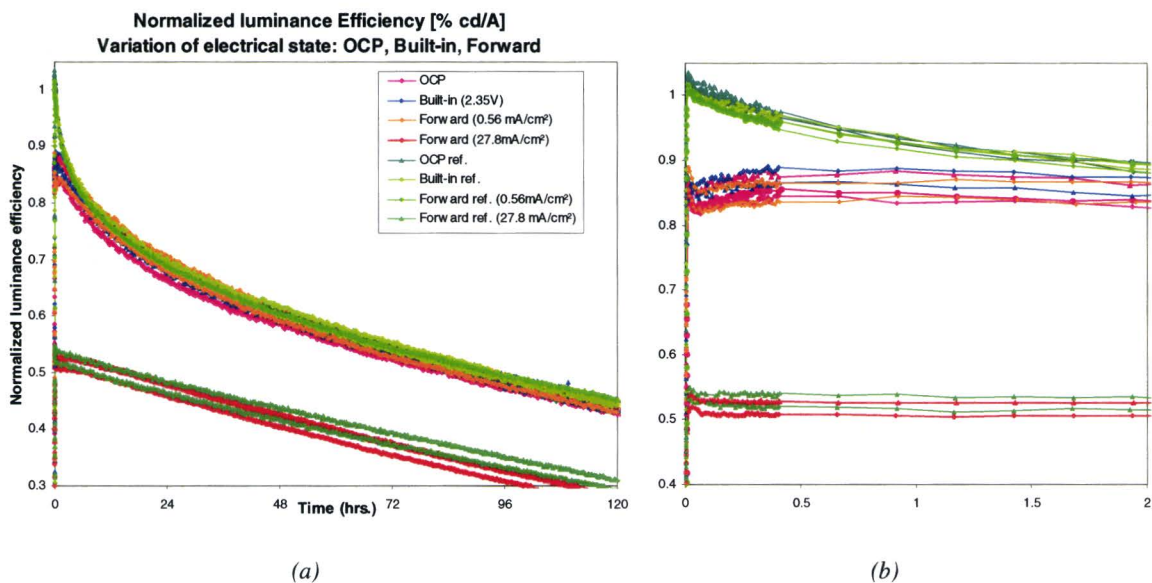 Normalized luminance Efficiency [% cd/A]
Variation of electrical state: OCP, Built-in, Forward
Normalized luminance efficiency
1
0.9
0.8
0.7
0.6
0.5
0.4
0.3
0
24
48
72
96
120
Time (hrs.)
OCP
Built-in (2.35V)
Forward (0.56 mA/cm²)
Forward (27.8mA/cm²)
OCP ref.
Built-in ref.
Forward ref. (0.56mA/cm²)
Forward ref. (27.8 mA/cm²)
(a)
1
0.9
0.8
0.7
0.6
0.5
0.4
0
0.5
1
1.5
2
(b)